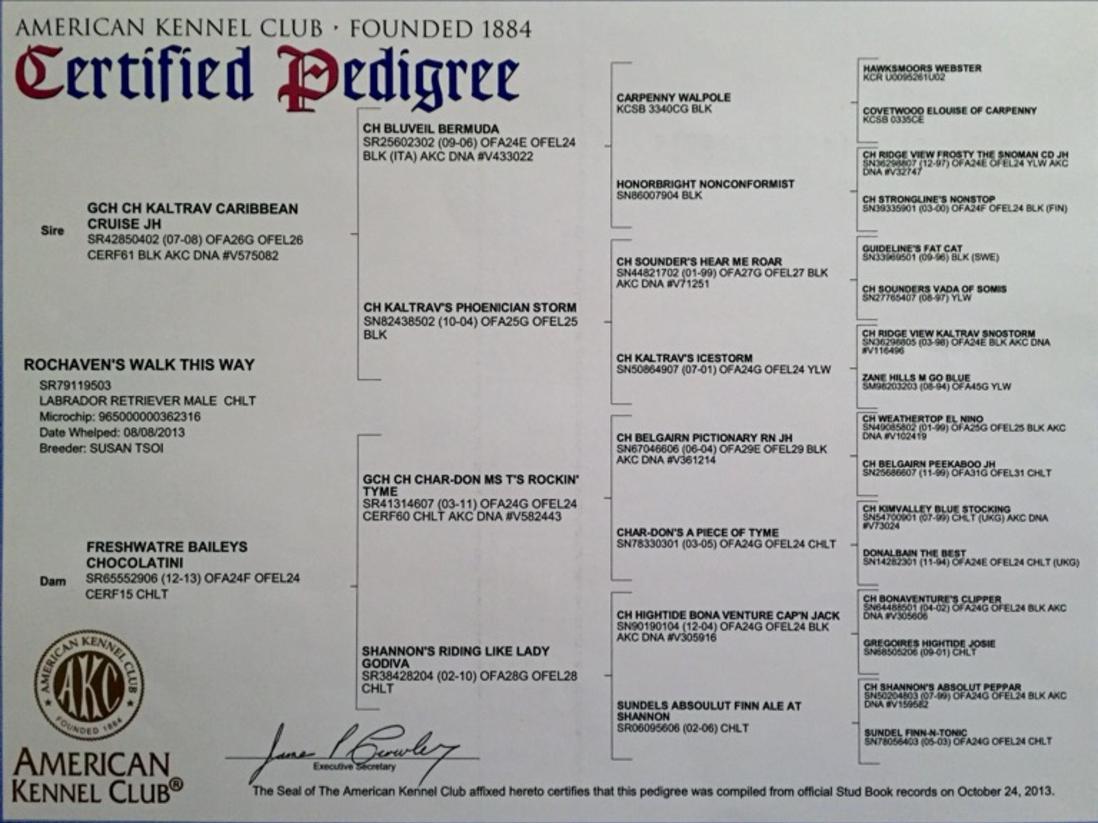 AMERICAN KENNEL CLUB · FOUNDED 1884
Certified Pedigree
Sire
GCH CH KALTRAV CARIBBEAN
CRUISE JH
SR42850402 (07-08) OFA26G OFEL26
CERF61 BLK AKC DNA #V575082
ROCHAVEN'S WALK THIS WAY
SR79119503
LABRADOR RETRIEVER MALE CHLT
Microchip: 965000000362316
Date Whelped: 08/08/2013
Breeder: SUSAN TSOI
Dam
FRESHWATRE BAILEYS
CHOCOLATINI
SR65552906 (12-13) OFA24F OFEL24
CERF15 CHLT
CH BLUVEIL BERMUDA
SR25602302 (09-06) OFA24E OFEL24
BLK (ITA) AKC DNA #V433022
CH KALTRAV'S PHOENICIAN STORM
SN82438502 (10-04) OFA25G OFEL25
BLK
GCH CH CHAR-DON MS T'S ROCKIN'
TYME
SR41314607 (03-11) OFA24G OFEL24
CERF60 CHLT AKC DNA #V582443
SHANNON'S RIDING LIKE LADY
GODIVA
SR38428204 (02-10) OFA28G OFEL28
CHLT
CARPENNY WALPOLE
KCSB 3340CG BLK
HONORBRIGHT NONCONFORMIST
SN86007904 BLK
CH SOUNDER'S HEAR ME ROAR
SN44821702 (01-99) OFA27G OFEL27 BLK
AKC DNA #V71251
CH KALTRAV'S ICESTORM
SN50864907 (07-01) OFA24G OFEL24 YLW
CH BELGAIRN PICTIONARY RN JH
SN67046606 (06-04) OFA29E OFEL29 BLK
AKC DNA #V361214
CHAR-DON'S A PIECE OF TYME
SN78330301 (03-05) OFA24G OFEL24 CHLT
CH HIGHTIDE BONA VENTURE CAP'N JACK
SN90190104 (12-04) OFA24G OFEL24 BLK
AKC DNA #V305916
SUNDELS ABSOULUT FINN ALE AT
SHANNON
SR06095606 (02-06) CHLT
HAWKSMOORS WEBSTER
KCR U0095261U02
COVETWOOD ELOUISE OF CARPENNY
KCSB 0335CE
CH RIDGE VIEW FROSTY THE SNOMAN CD JH
SN36298807 (12-97) OFA24E OFEL24 YLW AKC
DNA #V32747
CH STRONGLINE'S NONSTOP
SN39335901 (03-00) OFA24F OFEL24 BLK (FIN)
GUIDELINE'S FAT CAT
SN33969501 (09-96) BLK (SWE)
CH SOUNDERS VADA OF SOMIS
SN27765407 (08-97) YLW
CH RIDGE VIEW KALTRAV SNOSTORM
SN36298805 (03-98) OFA24E BLK AKC DNA
#V116496
ZANE HILLS M GO BLUE
SM98203203 (08-94) OFA45G YLW
CH WEATHERTOP EL NINO
SN49085802 (01-99) OFA25G OFEL25 BLK AKC
DNA #V102419
CH BELGAIRN PEEKABOO JH
SN25686607 (11-99) OFA31G OFEL31 CHLT
CH KIMVALLEY BLUE STOCKING
SN54700901 (07-99) CHLT (UKG) AKC DNA
#V73024
DONALBAIN THE BEST
SN14282301 (11-94) OFA24E OFEL24 CHLT (UKG)
CH BONAVENTURE'S CLIPPER
SN64488501 (04-02) OFA24G OFEL24 BLK AKC
DNA #V305606
GREGOIRES HIGHTIDE JOSIE
SN68505206 (09-01) CHLT
CH SHANNON'S ABSOLUT PEPPAR
SN50204803 (07-99) OFA24G OFEL24 BLK AKC
DNA #V159582
SUNDEL FINN-N-TONIC
SN78056403 (05-03) OFA24G OFEL24 CHLT
AMERICAN KENNEL CLUB
AKC
FOUNDED 1884
AMERICAN
KENNEL CLUB®
James P Crowley
Executive Secretary
The Seal of The American Kennel Club affixed hereto certifies that this pedigree was compiled from official Stud Book records on October 24, 2013.